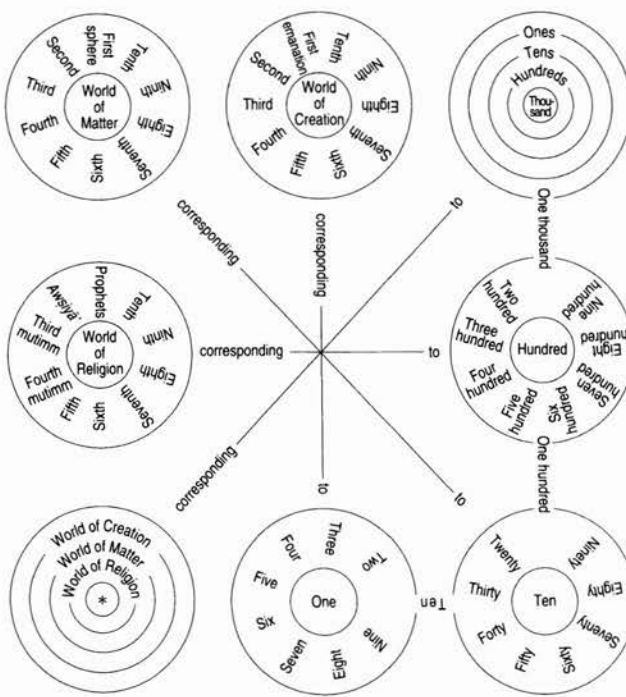 First
sphere
Second
Third
Fourth
Fifth
Sixth
Seventh
Eighth
Ninth
Tenth
World
of
Matter
First
emanation
Second
Third
Fourth
Fifth
Sixth
Seventh
Eighth
Ninth
Tenth
World
of
Creation
Ones
Tens
Hundreds
Thou-
sand
corresponding
corresponding
to
One thousand
Prophets
Awsiyāʾ
Third
mutimm
Fourth
mutimm
Fifth
Sixth
Seventh
Eighth
Ninth
Tenth
World
of
Religion
corresponding
to
Two
hundred
Three
hundred
Four
hundred
Five
hundred
Six
hundred
Seven
hundred
Eight
hundred
Nine
hundred
Hundred
corresponding
to
to
One hundred
World of Creation
World of Matter
World of Religion
*
Two
Three
Four
Five
Six
Seven
Eight
Nine
One
Ten
Twenty
Thirty
Forty
Fifty
Sixty
Seventy
Eighty
Ninety
Ten